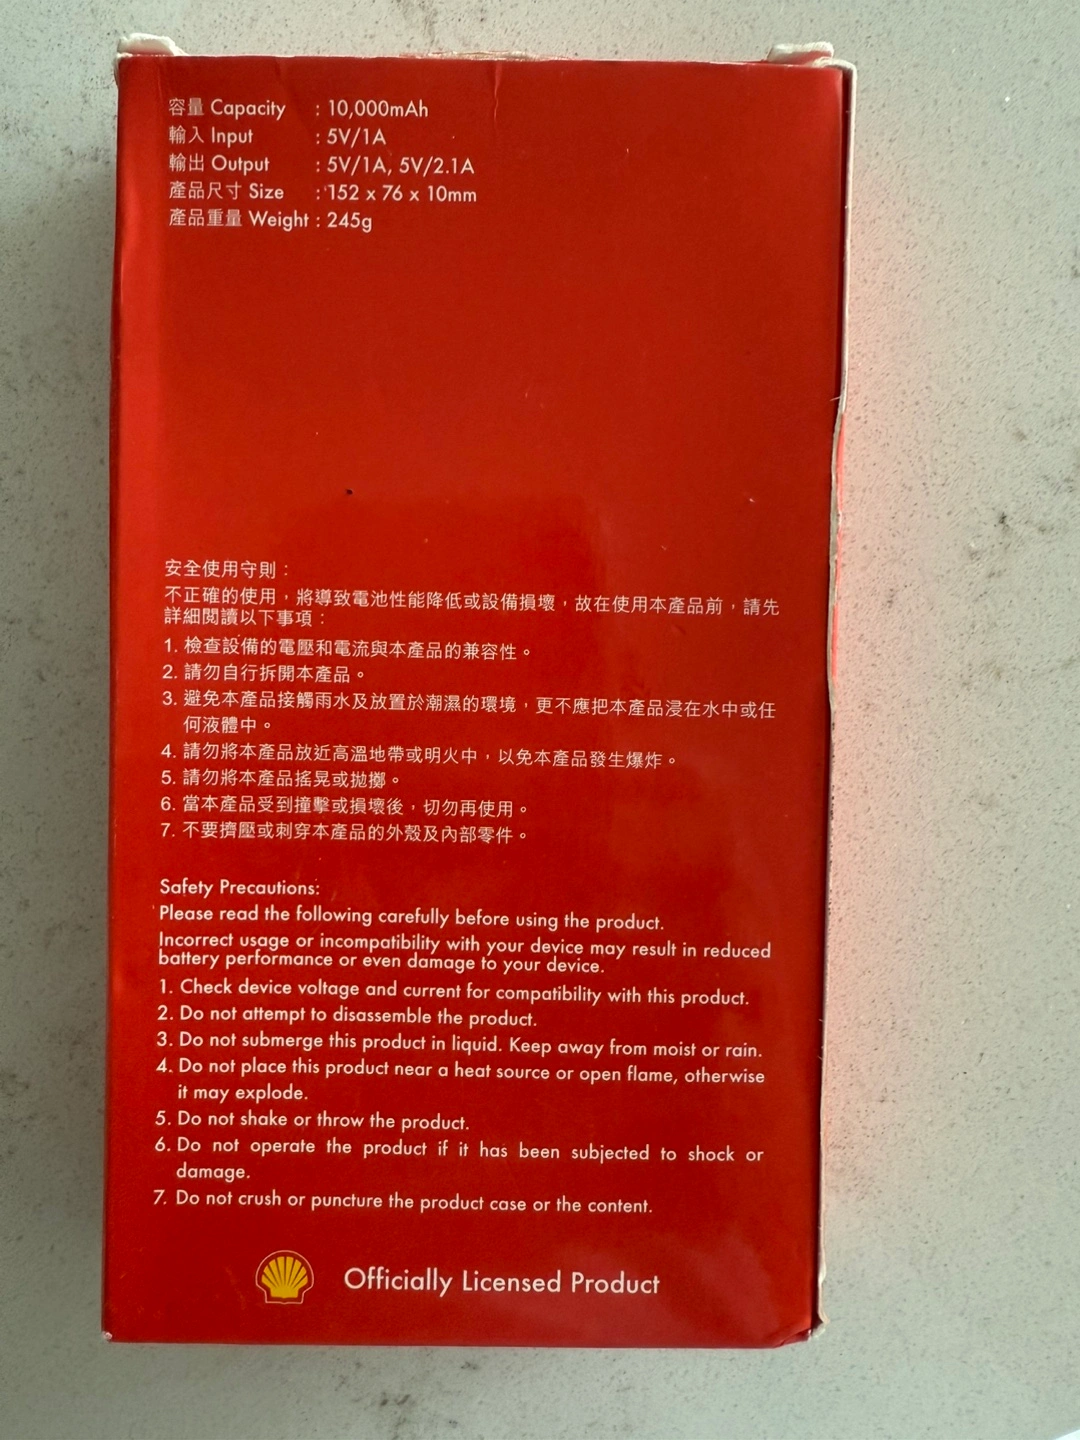 容量 Capacity : 10,000mAh
輸入 Input : 5V/1A
輸出 Output : 5V/1A, 5V/2.1A
產品尺寸 Size : 152 x 76 x 10mm
產品重量 Weight : 245g
安全使用守則：
不正確的使用，將導致電池性能降低或設備損壞，故在使用本產品前，請先
詳細閱讀以下事項：
1. 檢查設備的電壓和電流與本產品的兼容性。
2. 請勿自行拆開本產品。
3. 避免本產品接觸雨水及放置於潮濕的環境，更不應把本產品浸在水中或任
何液體中。
4. 請勿將本產品放近高溫地帶或明火中，以免本產品發生爆炸。
5. 請勿將本產品搖晃或拋擲。
6. 當本產品受到撞擊或損壞後，切勿再使用。
7. 不要擠壓或刺穿本產品的外殼及內部零件。
Safety Precautions:
Please read the following carefully before using the product.
Incorrect usage or incompatibility with your device may result in reduced
battery performance or even damage to your device.
1. Check device voltage and current for compatibility with this product.
2. Do not attempt to disassemble the product.
3. Do not submerge this product in liquid. Keep away from moist or rain.
4. Do not place this product near a heat source or open flame, otherwise
it may explode.
5. Do not shake or throw the product.
6. Do not operate the product if it has been subjected to shock or
damage.
7. Do not crush or puncture the product case or the content.
Officially Licensed Product